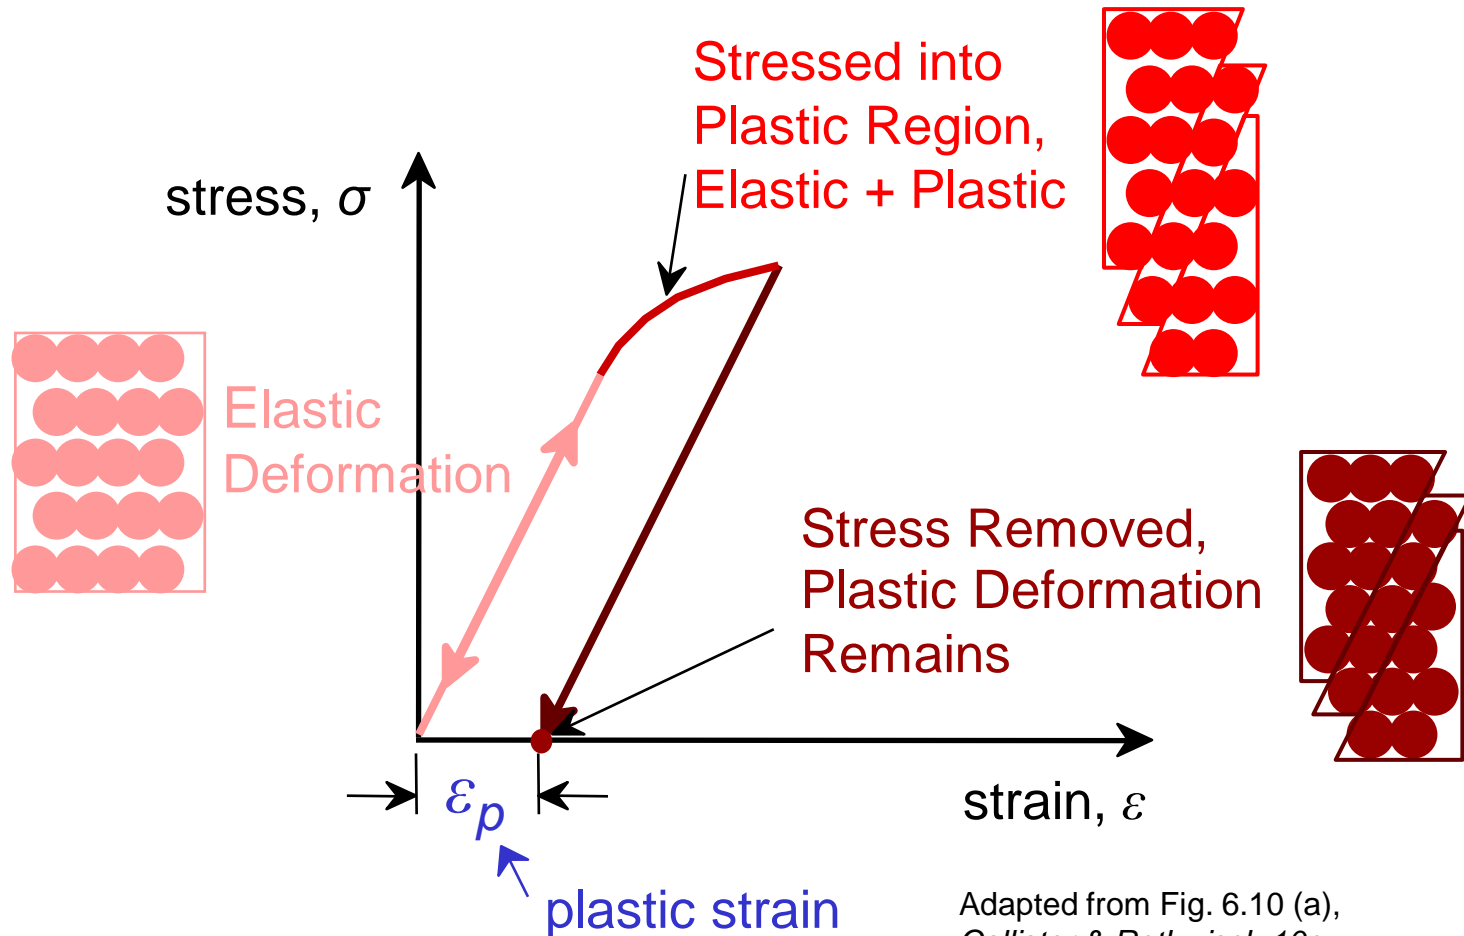 Stressed into
Plastic Region,
Elastic + Plastic
stress, σ
Elastic
Deformation
Stress Removed,
Plastic Deformation
Remains
εp
strain, ε
plastic strain
Adapted from Fig. 6.10 (a),